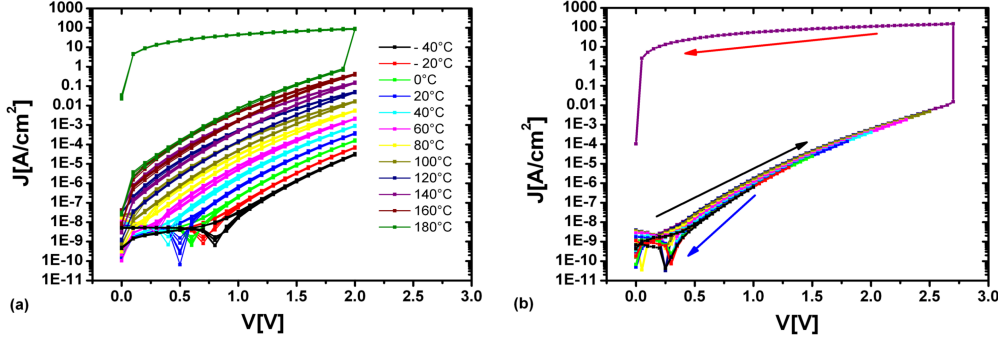 1000
100
10
1
0.1
0.01
1E-3
1E-4
1E-5
1E-6
1E-7
1E-8
1E-9
1E-10
1E-11
J[A/cm²]
- 40°C
- 20°C
0°C
20°C
40°C
60°C
80°C
100°C
120°C
140°C
160°C
180°C
0.0 0.5 1.0 1.5 2.0 2.5 3.0
(a)
V[V]
1000
100
10
1
0.1
0.01
1E-3
1E-4
1E-5
1E-6
1E-7
1E-8
1E-9
1E-10
1E-11
J[A/cm²]
0.0 0.5 1.0 1.5 2.0 2.5 3.0
(b)
V[V]